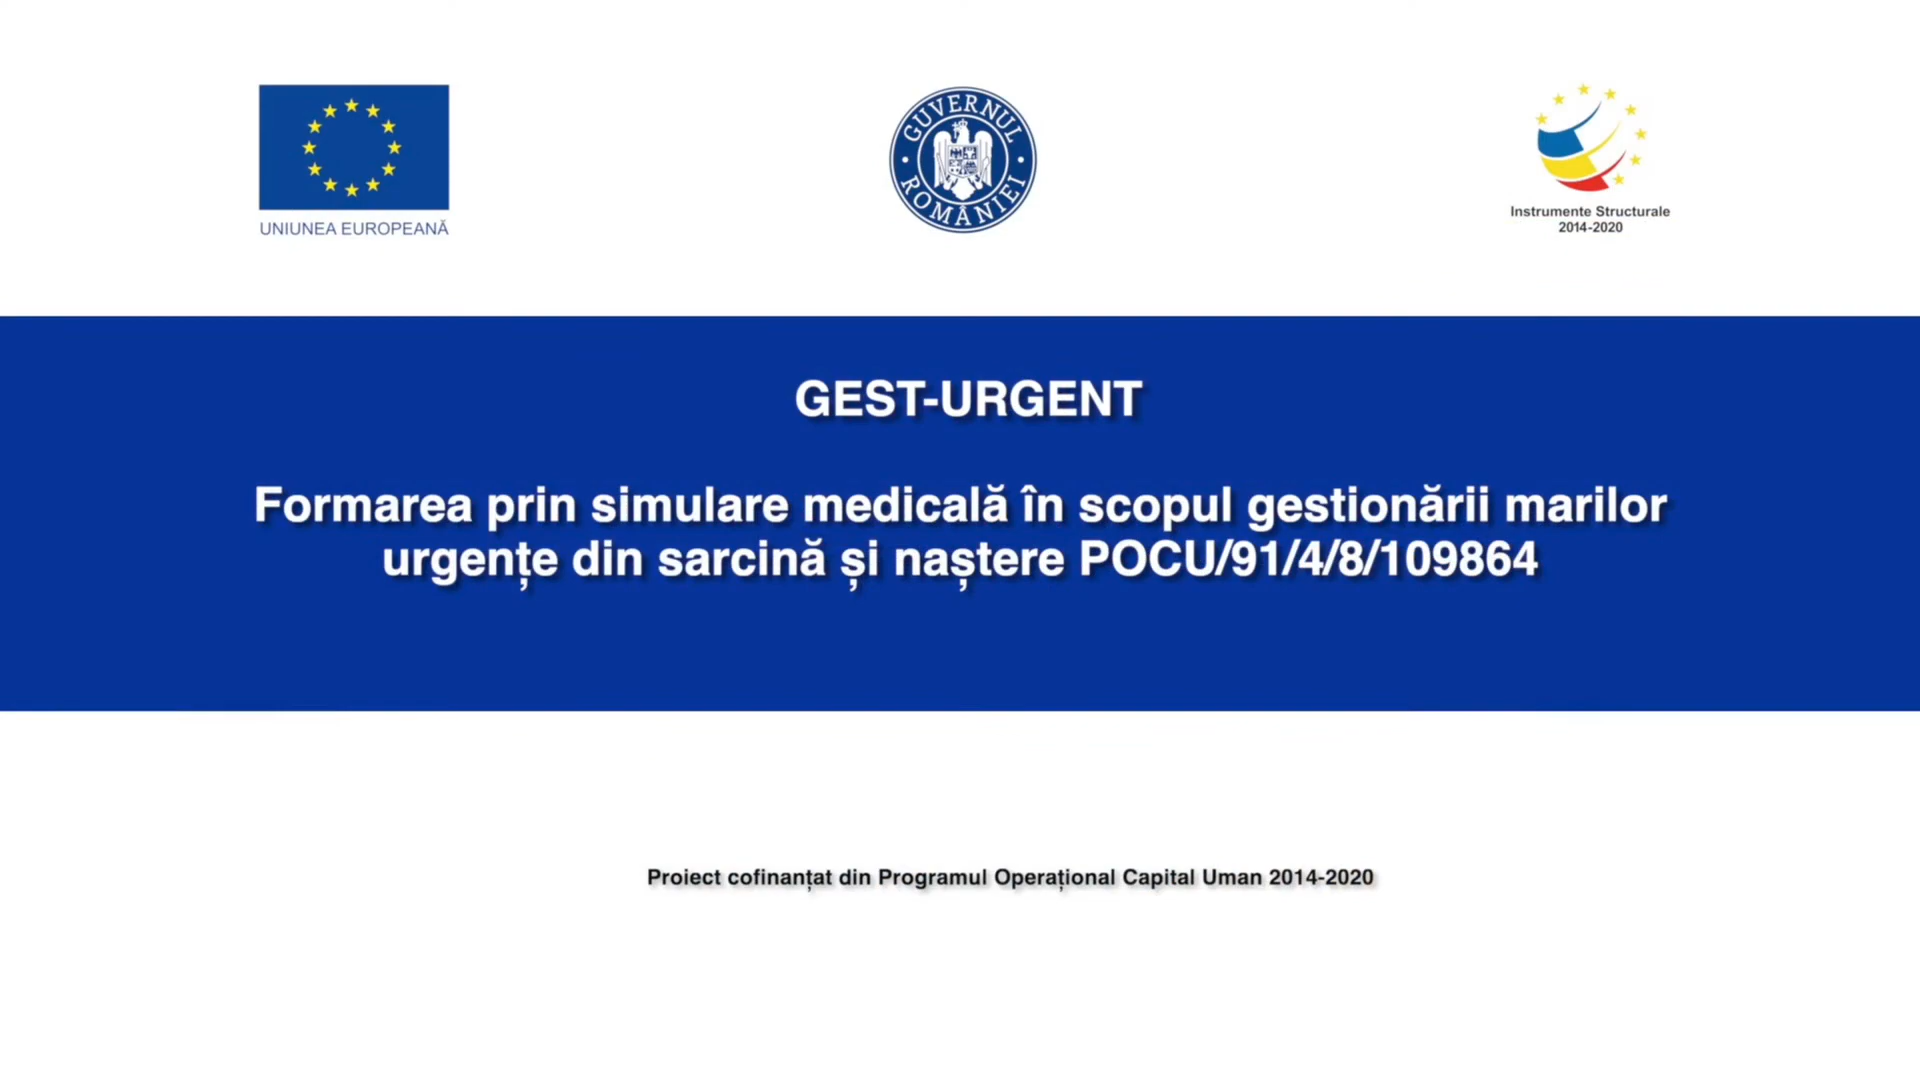 UNIUNEA EUROPEANĂ
GUVERNUL ROMÂNIEI
Instrumente Structurale
2014-2020
GEST-URGENT
Formarea prin simulare medicală în scopul gestionării marilor
urgențe din sarcină și naștere POCU/91/4/8/109864
Proiect cofinanțat din Programul Operațional Capital Uman 2014-2020